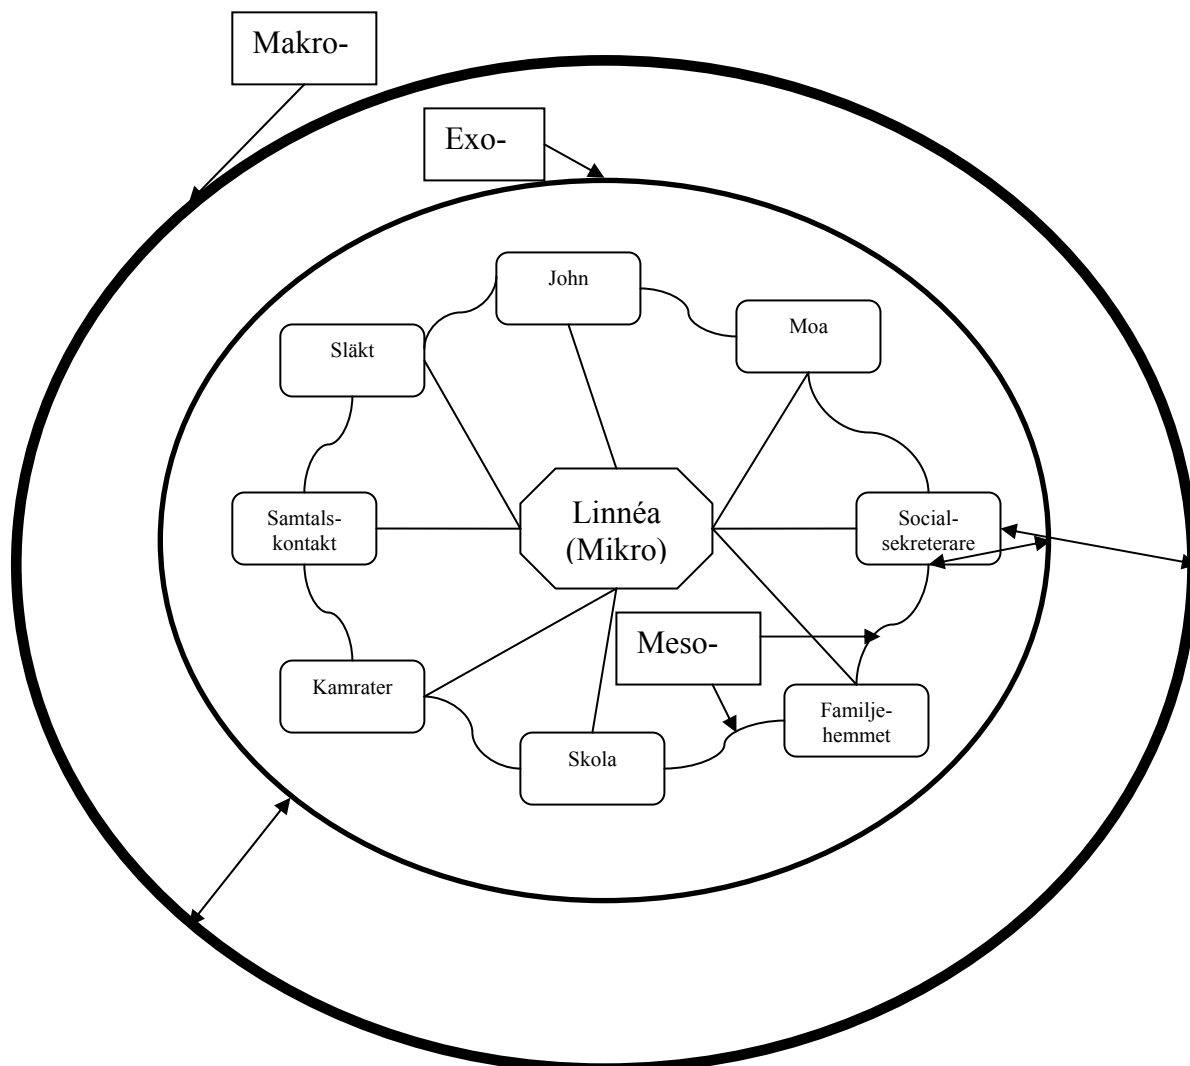 Makro-
Exo-
John
Moa
Släkt
Linnéa
(Mikro)
Samtals-
kontakt
Social-
sekreterare
Meso-
Kamrater
Familje-
hemmet
Skola